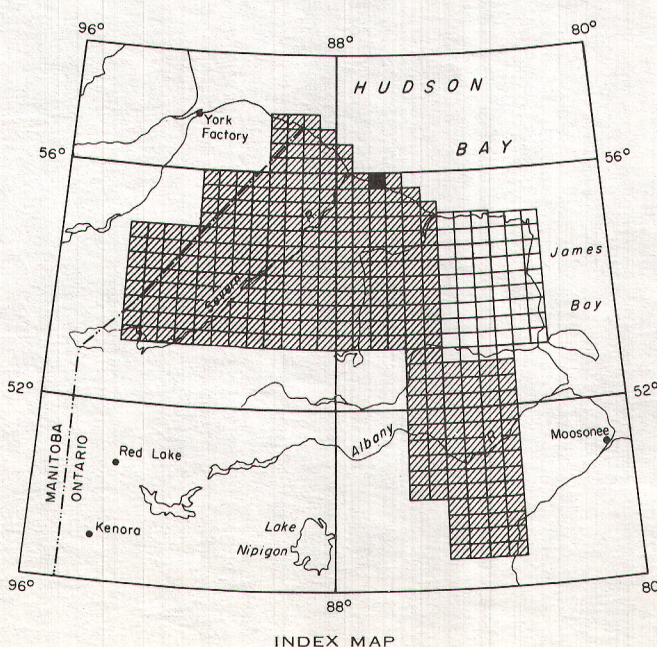 96°
88°
80°
HUDSON
BAY
York
Factory
56°
56°
James
Bay
Severn
R.
52°
52°
Albany
R.
Moosonee
MANITOBA
ONTARIO
Red Lake
Kenora
Lake
Nipigon
96°
88°
80
INDEX MAP